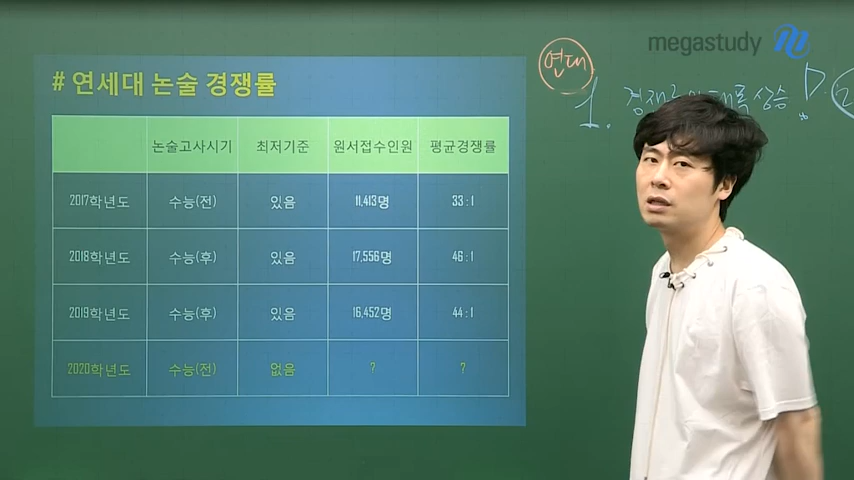 megastudy
연대
1. 상승
# 연세대 논술 경쟁률
논술고사시기 최저기준 원서접수인원 평균경쟁률
2017학년도 수능(전) 있음 11,413명 33:1
2018학년도 수능(후) 있음 17,556명 46:1
2019학년도 수능(후) 있음 16,452명 44:1
2020학년도 수능(전) 없음 ? ?